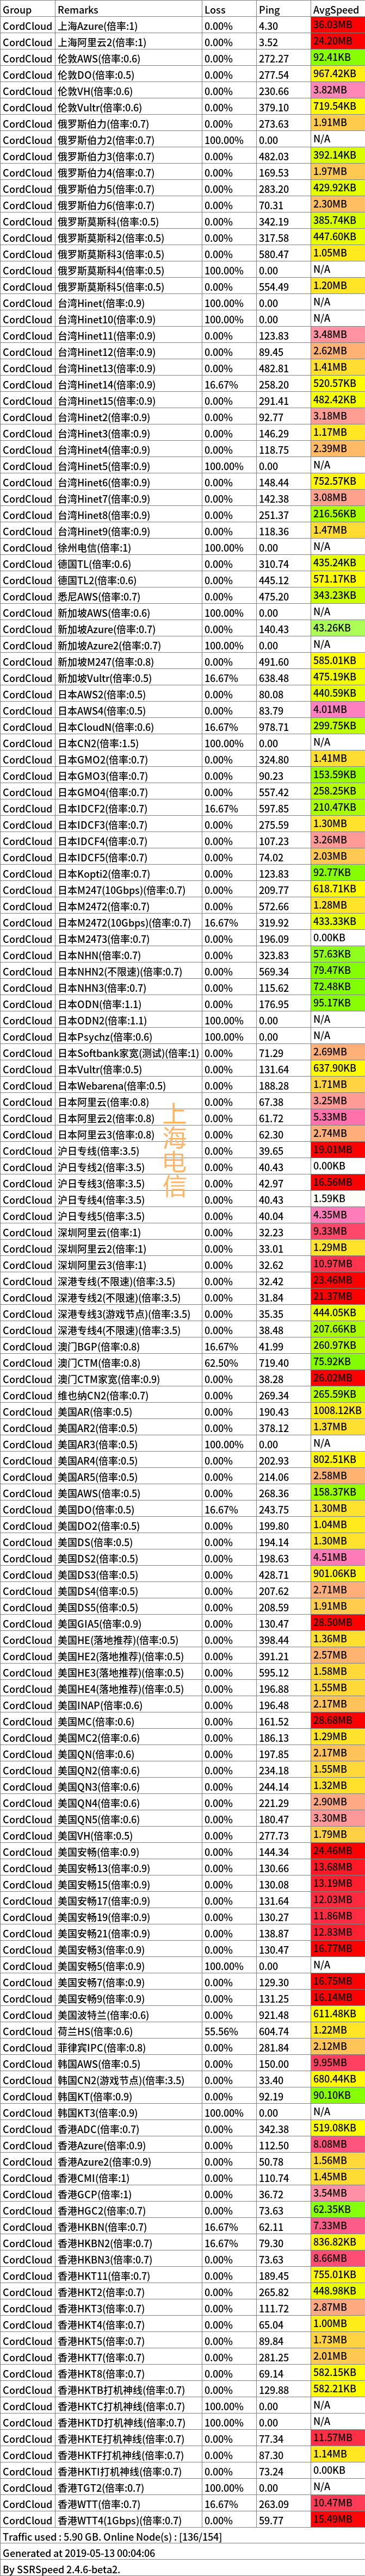 Group Remarks Loss Ping AvgSpeed
CordCloud 上海Azure(倍率:1) 0.00% 4.30 36.03MB
CordCloud 上海阿里云2(倍率:1) 0.00% 3.52 24.20MB
CordCloud 伦敦AWS(倍率:0.6) 0.00% 272.27 92.41KB
CordCloud 伦敦DO(倍率:0.5) 0.00% 277.54 967.42KB
CordCloud 伦敦VH(倍率:0.6) 0.00% 230.66 3.82MB
CordCloud 伦敦Vultr(倍率:0.6) 0.00% 379.10 719.54KB
CordCloud 俄罗斯伯力(倍率:0.7) 0.00% 273.63 1.91MB
CordCloud 俄罗斯伯力2(倍率:0.7) 100.00% 0.00 N/A
CordCloud 俄罗斯伯力3(倍率:0.7) 0.00% 482.03 392.14KB
CordCloud 俄罗斯伯力4(倍率:0.7) 0.00% 169.53 1.97MB
CordCloud 俄罗斯伯力5(倍率:0.7) 0.00% 283.20 429.92KB
CordCloud 俄罗斯伯力6(倍率:0.7) 0.00% 70.31 2.30MB
CordCloud 俄罗斯莫斯科(倍率:0.5) 0.00% 342.19 385.74KB
CordCloud 俄罗斯莫斯科2(倍率:0.5) 0.00% 317.58 447.60KB
CordCloud 俄罗斯莫斯科3(倍率:0.5) 0.00% 580.47 1.05MB
CordCloud 俄罗斯莫斯科4(倍率:0.5) 100.00% 0.00 N/A
CordCloud 俄罗斯莫斯科5(倍率:0.5) 0.00% 554.49 1.20MB
CordCloud 台湾Hinet(倍率:0.9) 100.00% 0.00 N/A
CordCloud 台湾Hinet10(倍率:0.9) 100.00% 0.00 N/A
CordCloud 台湾Hinet11(倍率:0.9) 0.00% 123.83 3.48MB
CordCloud 台湾Hinet12(倍率:0.9) 0.00% 89.45 2.62MB
CordCloud 台湾Hinet13(倍率:0.9) 0.00% 482.81 1.41MB
CordCloud 台湾Hinet14(倍率:0.9) 16.67% 258.20 520.57KB
CordCloud 台湾Hinet15(倍率:0.9) 0.00% 291.41 482.42KB
CordCloud 台湾Hinet2(倍率:0.9) 0.00% 92.77 3.18MB
CordCloud 台湾Hinet3(倍率:0.9) 0.00% 146.29 1.17MB
CordCloud 台湾Hinet4(倍率:0.9) 0.00% 118.75 2.39MB
CordCloud 台湾Hinet5(倍率:0.9) 100.00% 0.00 N/A
CordCloud 台湾Hinet6(倍率:0.9) 0.00% 148.44 752.57KB
CordCloud 台湾Hinet7(倍率:0.9) 0.00% 142.38 3.08MB
CordCloud 台湾Hinet8(倍率:0.9) 0.00% 251.37 216.56KB
CordCloud 台湾Hinet9(倍率:0.9) 0.00% 118.36 1.47MB
CordCloud 徐州电信(倍率:1) 100.00% 0.00 N/A
CordCloud 德国TL(倍率:0.6) 0.00% 310.74 435.24KB
CordCloud 德国TL2(倍率:0.6) 0.00% 445.12 571.17KB
CordCloud 悉尼AWS(倍率:0.7) 0.00% 475.20 343.23KB
CordCloud 新加坡AWS(倍率:0.6) 100.00% 0.00 N/A
CordCloud 新加坡Azure(倍率:0.7) 0.00% 140.43 43.26KB
CordCloud 新加坡Azure2(倍率:0.7) 100.00% 0.00 N/A
CordCloud 新加坡M247(倍率:0.8) 0.00% 491.60 585.01KB
CordCloud 新加坡Vultr(倍率:0.5) 16.67% 638.48 475.19KB
CordCloud 日本AWS2(倍率:0.5) 0.00% 80.08 440.59KB
CordCloud 日本AWS4(倍率:0.5) 0.00% 83.79 4.01MB
CordCloud 日本CloudN(倍率:0.6) 16.67% 978.71 299.75KB
CordCloud 日本CN2(倍率:1.5) 100.00% 0.00 N/A
CordCloud 日本GMO2(倍率:0.7) 0.00% 324.80 1.41MB
CordCloud 日本GMO3(倍率:0.7) 0.00% 90.23 153.59KB
CordCloud 日本GMO4(倍率:0.7) 0.00% 557.42 258.25KB
CordCloud 日本IDCF2(倍率:0.7) 16.67% 597.85 210.47KB
CordCloud 日本IDCF3(倍率:0.7) 0.00% 275.59 1.30MB
CordCloud 日本IDCF4(倍率:0.7) 0.00% 107.23 3.26MB
CordCloud 日本IDCF5(倍率:0.7) 0.00% 74.02 2.03MB
CordCloud 日本Kopti2(倍率:0.7) 0.00% 123.83 92.77KB
CordCloud 日本M247(10Gbps)(倍率:0.7) 0.00% 209.77 618.71KB
CordCloud 日本M2472(倍率:0.7) 0.00% 572.66 1.28MB
CordCloud 日本M2472(10Gbps)(倍率:0.7) 16.67% 319.92 433.33KB
CordCloud 日本M2473(倍率:0.7) 0.00% 196.09 0.00KB
CordCloud 日本NHN(倍率:0.7) 0.00% 323.83 57.63KB
CordCloud 日本NHN2(不限速)(倍率:0.7) 0.00% 569.34 79.47KB
CordCloud 日本NHN3(倍率:0.7) 0.00% 115.62 72.48KB
CordCloud 日本ODN(倍率:1.1) 0.00% 176.95 95.17KB
CordCloud 日本ODN2(倍率:1.1) 100.00% 0.00 N/A
CordCloud 日本Psychz(倍率:0.6) 100.00% 0.00 N/A
CordCloud 日本Softbank家宽(测试)(倍率:1) 0.00% 71.29 2.69MB
CordCloud 日本Vultr(倍率:0.5) 0.00% 131.64 637.90KB
CordCloud 日本Webarena(倍率:0.5) 0.00% 188.28 1.71MB
CordCloud 日本阿里云(倍率:0.8) 0.00% 67.38 3.25MB
CordCloud 日本阿里云2(倍率:0.8) 0.00% 61.72 5.33MB
CordCloud 日本阿里云3(倍率:0.8) 0.00% 62.30 2.74MB
CordCloud 沪日专线(倍率:3.5) 0.00% 39.65 19.01MB
CordCloud 沪日专线2(倍率:3.5) 0.00% 40.43 0.00KB
CordCloud 沪日专线3(倍率:3.5) 0.00% 42.97 16.56MB
CordCloud 沪日专线4(倍率:3.5) 0.00% 40.43 1.59KB
CordCloud 沪日专线5(倍率:3.5) 0.00% 40.04 4.35MB
上海电信
CordCloud 深圳阿里云(倍率:1) 0.00% 32.23 9.33MB
CordCloud 深圳阿里云2(倍率:1) 0.00% 33.01 1.29MB
CordCloud 深圳阿里云3(倍率:1) 0.00% 32.62 10.97MB
CordCloud 深港专线(不限速)(倍率:3.5) 0.00% 32.42 23.46MB
CordCloud 深港专线2(不限速)(倍率:3.5) 0.00% 31.84 21.37MB
CordCloud 深港专线3(游戏节点)(倍率:3.5) 0.00% 35.35 444.05KB
CordCloud 深港专线4(不限速)(倍率:3.5) 0.00% 38.48 207.66KB
CordCloud 澳门BGP(倍率:0.8) 16.67% 41.99 260.97KB
CordCloud 澳门CTM(倍率:0.8) 62.50% 719.40 75.92KB
CordCloud 澳门CTM家宽(倍率:0.9) 0.00% 38.28 26.02MB
CordCloud 维也纳CN2(倍率:0.7) 0.00% 269.34 265.59KB
CordCloud 美国AR(倍率:0.5) 0.00% 190.43 1008.12KB
CordCloud 美国AR2(倍率:0.5) 0.00% 378.12 1.37MB
CordCloud 美国AR3(倍率:0.5) 100.00% 0.00 N/A
CordCloud 美国AR4(倍率:0.5) 0.00% 202.93 802.51KB
CordCloud 美国AR5(倍率:0.5) 0.00% 214.06 2.58MB
CordCloud 美国AWS(倍率:0.5) 0.00% 268.36 158.37KB
CordCloud 美国DO(倍率:0.5) 16.67% 243.75 1.30MB
CordCloud 美国DO2(倍率:0.5) 0.00% 199.80 1.04MB
CordCloud 美国DS(倍率:0.5) 0.00% 194.14 1.30MB
CordCloud 美国DS2(倍率:0.5) 0.00% 198.63 4.51MB
CordCloud 美国DS3(倍率:0.5) 0.00% 428.71 901.06KB
CordCloud 美国DS4(倍率:0.5) 0.00% 207.62 2.71MB
CordCloud 美国DS5(倍率:0.5) 0.00% 208.59 1.91MB
CordCloud 美国GIA5(倍率:0.9) 0.00% 130.47 28.50MB
CordCloud 美国HE(落地推荐)(倍率:0.5) 0.00% 398.44 1.36MB
CordCloud 美国HE2(落地推荐)(倍率:0.5) 0.00% 391.21 2.57MB
CordCloud 美国HE3(落地推荐)(倍率:0.5) 0.00% 595.12 1.58MB
CordCloud 美国HE4(落地推荐)(倍率:0.5) 0.00% 196.88 1.55MB
CordCloud 美国INAP(倍率:0.6) 0.00% 196.48 2.17MB
CordCloud 美国MC(倍率:0.6) 0.00% 161.52 28.68MB
CordCloud 美国MC2(倍率:0.6) 0.00% 186.13 1.29MB
CordCloud 美国QN(倍率:0.6) 0.00% 197.85 2.17MB
CordCloud 美国QN2(倍率:0.6) 0.00% 234.18 1.55MB
CordCloud 美国QN3(倍率:0.6) 0.00% 244.14 1.32MB
CordCloud 美国QN4(倍率:0.6) 0.00% 221.29 2.90MB
CordCloud 美国QN5(倍率:0.6) 0.00% 180.47 3.30MB
CordCloud 美国VH(倍率:0.5) 0.00% 277.73 1.79MB
CordCloud 美国安畅(倍率:0.9) 0.00% 144.34 24.46MB
CordCloud 美国安畅13(倍率:0.9) 0.00% 130.66 13.68MB
CordCloud 美国安畅15(倍率:0.9) 0.00% 130.08 13.19MB
CordCloud 美国安畅17(倍率:0.9) 0.00% 131.64 12.03MB
CordCloud 美国安畅19(倍率:0.9) 0.00% 130.27 11.86MB
CordCloud 美国安畅21(倍率:0.9) 0.00% 138.87 12.83MB
CordCloud 美国安畅3(倍率:0.9) 0.00% 130.47 16.77MB
CordCloud 美国安畅5(倍率:0.9) 100.00% 0.00 N/A
CordCloud 美国安畅7(倍率:0.9) 0.00% 129.30 16.75MB
CordCloud 美国安畅9(倍率:0.9) 0.00% 131.25 16.14MB
CordCloud 美国波特兰(倍率:0.6) 0.00% 921.48 611.48KB
CordCloud 荷兰HS(倍率:0.6) 55.56% 604.74 1.22MB
CordCloud 菲律宾IPC(倍率:0.8) 0.00% 281.84 2.12MB
CordCloud 韩国AWS(倍率:0.5) 0.00% 150.00 9.95MB
CordCloud 韩国CN2(游戏节点)(倍率:3.5) 0.00% 33.40 680.44KB
CordCloud 韩国KT(倍率:0.9) 0.00% 92.19 90.10KB
CordCloud 韩国KT3(倍率:0.9) 100.00% 0.00 N/A
CordCloud 香港ADC(倍率:0.7) 0.00% 342.38 519.08KB
CordCloud 香港Azure(倍率:0.9) 0.00% 112.50 8.08MB
CordCloud 香港Azure2(倍率:0.9) 0.00% 50.78 1.56MB
CordCloud 香港CMI(倍率:1) 0.00% 110.74 1.45MB
CordCloud 香港GCP(倍率:1) 0.00% 36.72 3.54MB
CordCloud 香港HGC2(倍率:0.7) 0.00% 73.63 62.35KB
CordCloud 香港HKBN(倍率:0.7) 16.67% 62.11 7.33MB
CordCloud 香港HKBN2(倍率:0.7) 16.67% 79.30 836.82KB
CordCloud 香港HKBN3(倍率:0.7) 0.00% 73.63 8.66MB
CordCloud 香港HKT11(倍率:0.7) 0.00% 189.45 755.01KB
CordCloud 香港HKT2(倍率:0.7) 0.00% 265.82 448.98KB
CordCloud 香港HKT3(倍率:0.7) 0.00% 111.72 2.87MB
CordCloud 香港HKT4(倍率:0.7) 0.00% 65.04 1.00MB
CordCloud 香港HKT5(倍率:0.7) 0.00% 89.84 1.73MB
CordCloud 香港HKT7(倍率:0.7) 0.00% 281.25 2.01MB
CordCloud 香港HKT8(倍率:0.7) 0.00% 69.14 582.15KB
CordCloud 香港HKTB打机神线(倍率:0.7) 0.00% 129.88 582.21KB
CordCloud 香港HKTC打机神线(倍率:0.7) 100.00% 0.00 N/A
CordCloud 香港HKTD打机神线(倍率:0.7) 100.00% 0.00 N/A
CordCloud 香港HKTE打机神线(倍率:0.7) 0.00% 77.34 11.57MB
CordCloud 香港HKTF打机神线(倍率:0.7) 0.00% 87.30 1.14MB
CordCloud 香港HKTI打机神线(倍率:0.7) 0.00% 73.24 0.00KB
CordCloud 香港TGT2(倍率:0.7) 100.00% 0.00 N/A
CordCloud 香港WTT(倍率:0.7) 16.67% 263.09 10.47MB
CordCloud 香港WTT4(1Gbps)(倍率:0.7) 0.00% 59.77 15.49MB
Traffic used : 5.90 GB. Online Node(s) : [136/154]
Generated at 2019-05-13 00:04:06
By SSRSpeed 2.4.6-beta2.